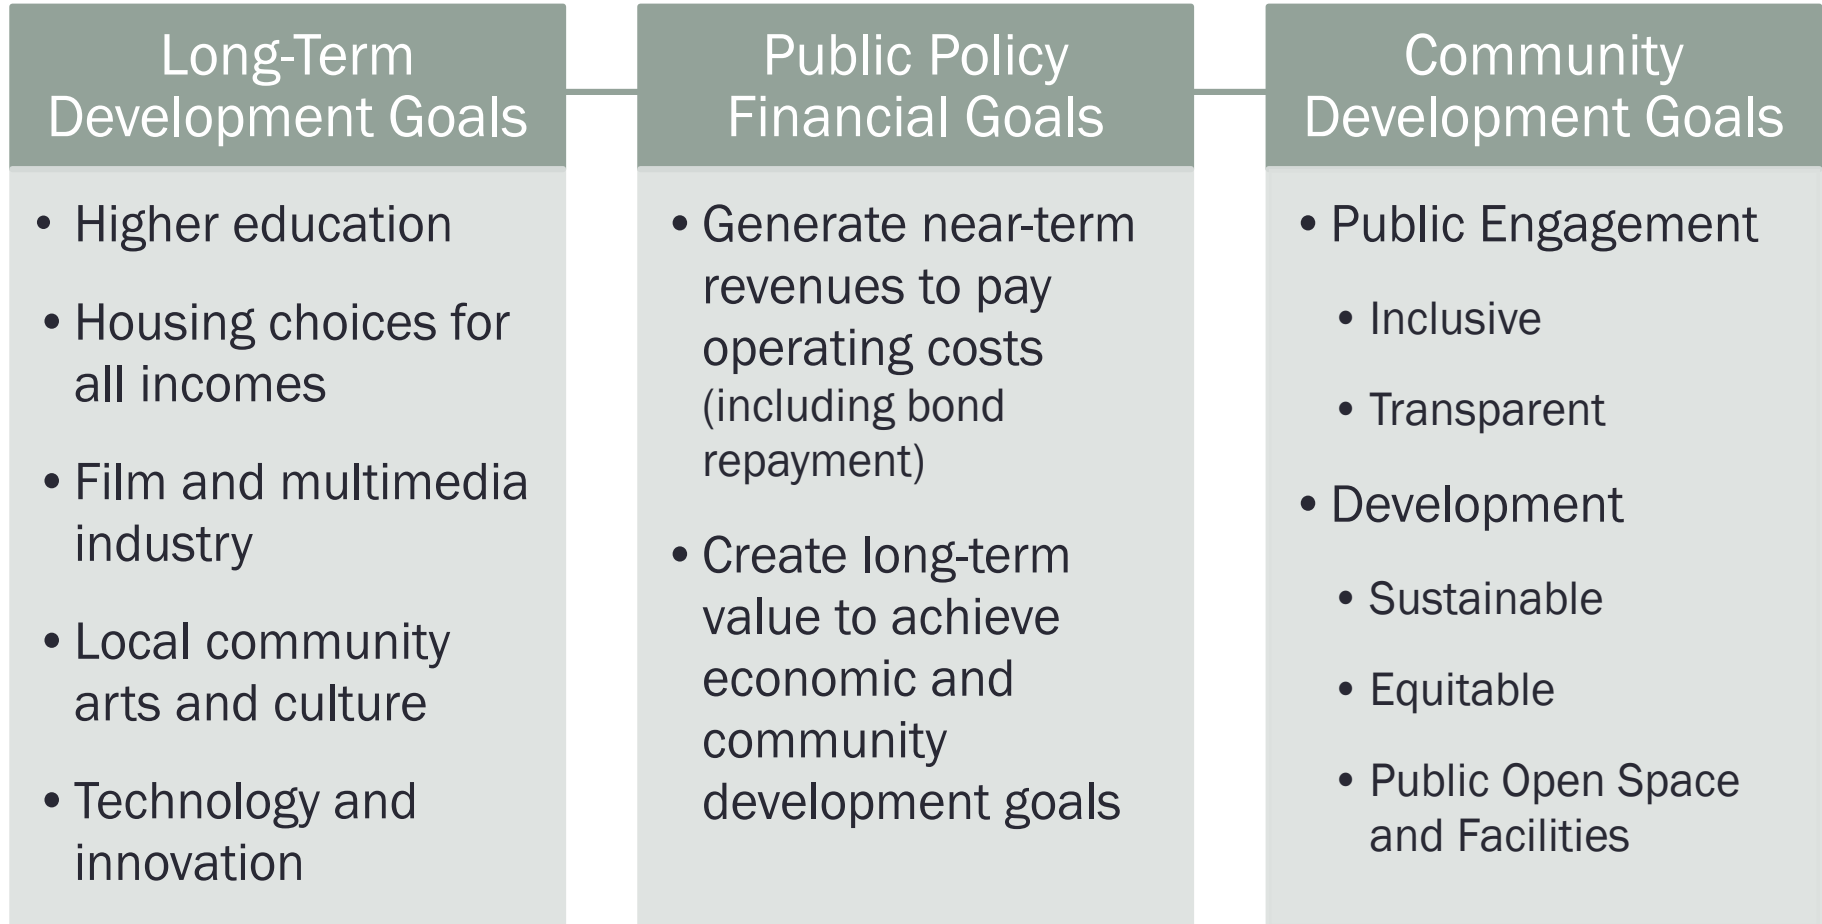 Long-Term
Development Goals
• Higher education
• Housing choices for
all incomes
• Film and multimedia
industry
• Local community
arts and culture
• Technology and
innovation
Public Policy
Financial Goals
• Generate near-term
revenues to pay
operating costs
(including bond
repayment)
• Create long-term
value to achieve
economic and
community
development goals
Community
Development Goals
• Public Engagement
• Inclusive
• Transparent
• Development
• Sustainable
• Equitable
• Public Open Space
and Facilities